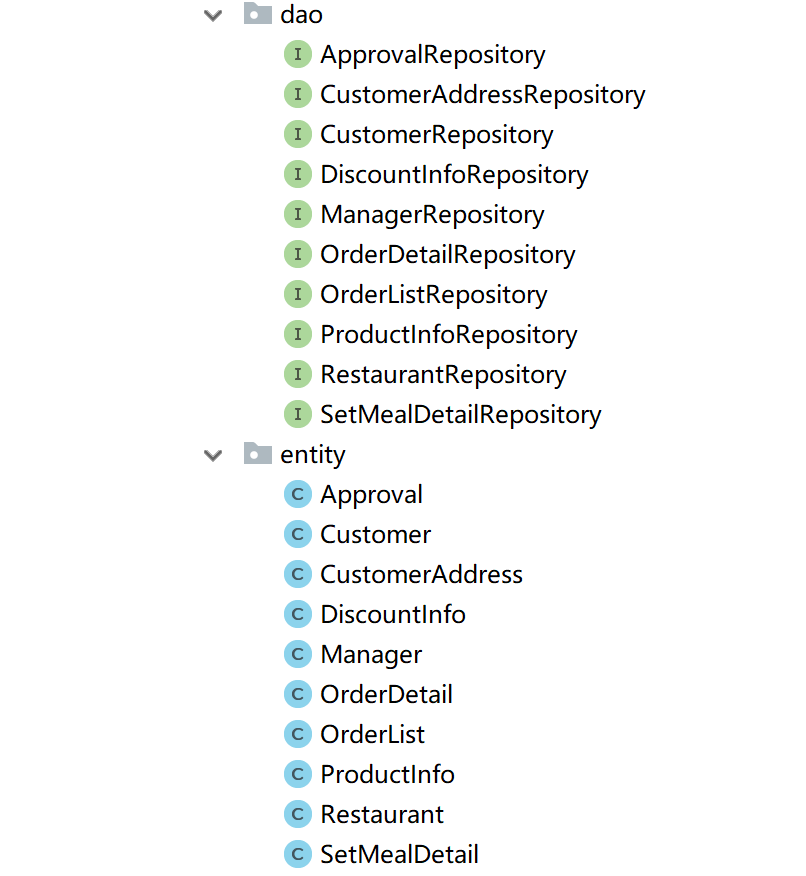 dao
I ApprovalRepository
I CustomerAddressRepository
I CustomerRepository
I DiscountInfoRepository
I ManagerRepository
I OrderDetailRepository
I OrderListRepository
I ProductInfoRepository
I RestaurantRepository
I SetMealDetailRepository
entity
C Approval
C Customer
C CustomerAddress
C DiscountInfo
C Manager
C OrderDetail
C OrderList
C ProductInfo
C Restaurant
C SetMealDetail